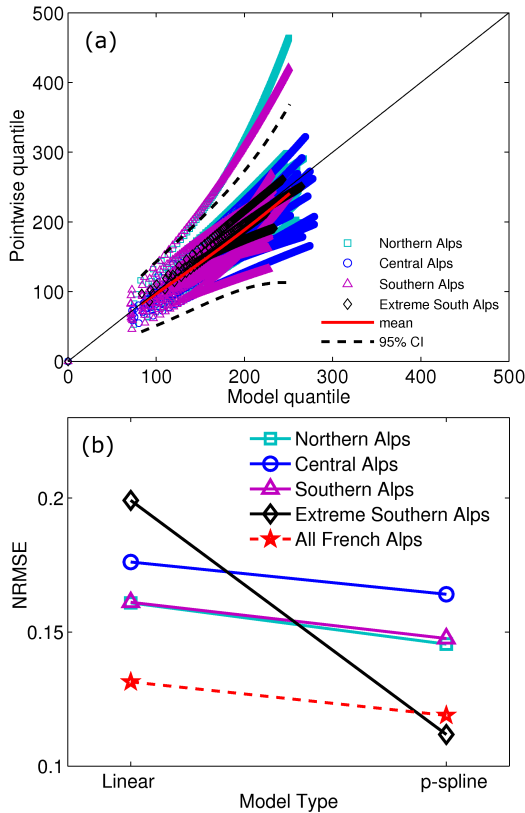 (a)
Pointwise quantile
500
400
300
200
100
0
0
100
200
300
400
500
Model quantile
Northern Alps
Central Alps
Southern Alps
Extreme South Alps
mean
95% CI
(b)
NRMSE
0.2
0.15
0.1
Linear
p-spline
Model Type
Northern Alps
Central Alps
Southern Alps
Extreme Southern Alps
All French Alps